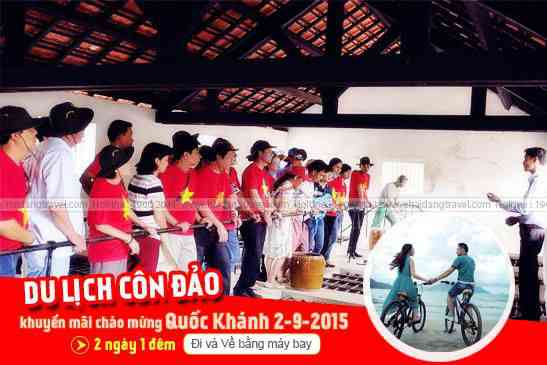 DU LỊCH CÔN ĐẢO
khuyến mãi chào mừng
Quốc Khánh 2-9-2015
2 ngày 1 đêm
Đi và Về bằng máy bay